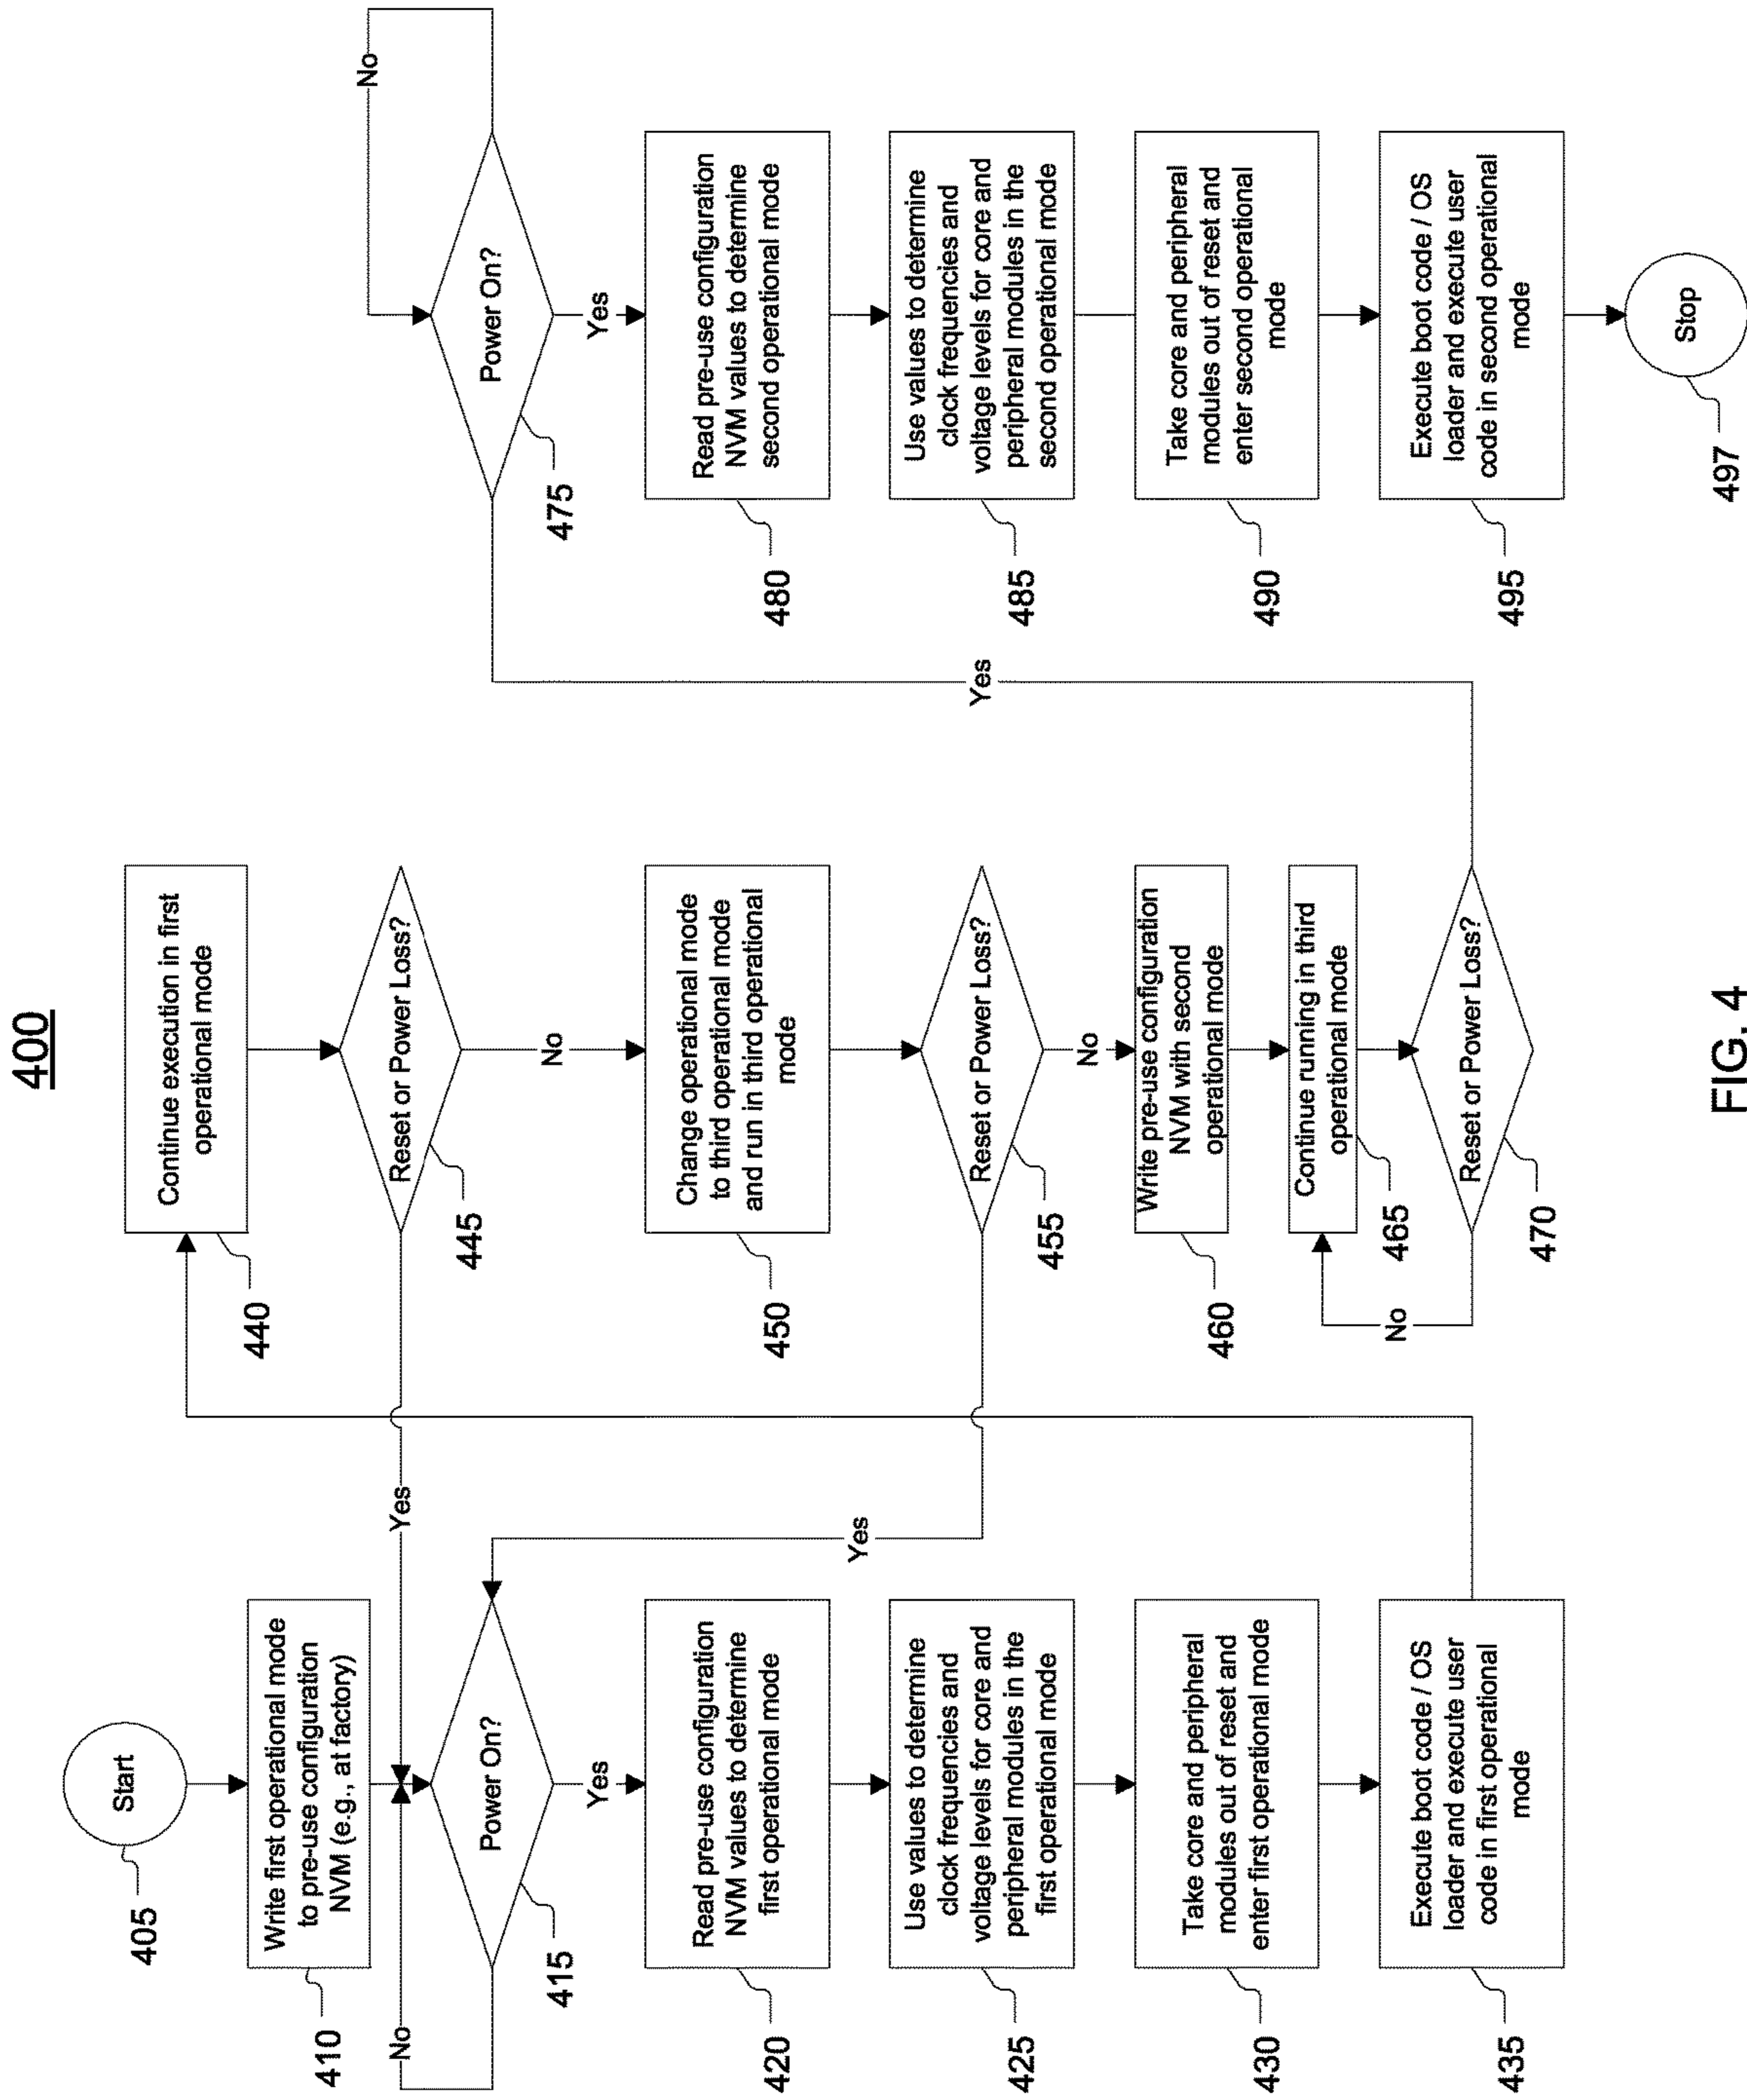 400
Start
405
Write first operational mode
to pre-use configuration
NVM (e.g., at factory)
410
No
Power On?
415
Yes
Read pre-use configuration
NVM values to determine
first operational mode
420
Use values to determine
clock frequencies and
voltage levels for core and
peripheral modules in the
first operational mode
425
Take core and peripheral
modules out of reset and
enter first operational mode
430
Execute boot code / OS
loader and execute user
code in first operational
mode
435
Continue execution in first
operational mode
440
Reset or Power Loss?
445
Yes
No
Change operational mode
to third operational mode
and run in third operational
mode
450
Reset or Power Loss?
455
Yes
No
Write pre-use configuration
NVM with second
operational mode
460
Continue running in third
operational mode
465
No
Reset or Power Loss?
470
Yes
No
Power On?
475
Yes
Read pre-use configuration
NVM values to determine
second operational mode
480
Use values to determine
clock frequencies and
voltage levels for core and
peripheral modules in the
second operational mode
485
Take core and peripheral
modules out of reset and
enter second operational
mode
490
Execute boot code / OS
loader and execute user
code in second operational
mode
495
Stop
497
FIG. 4